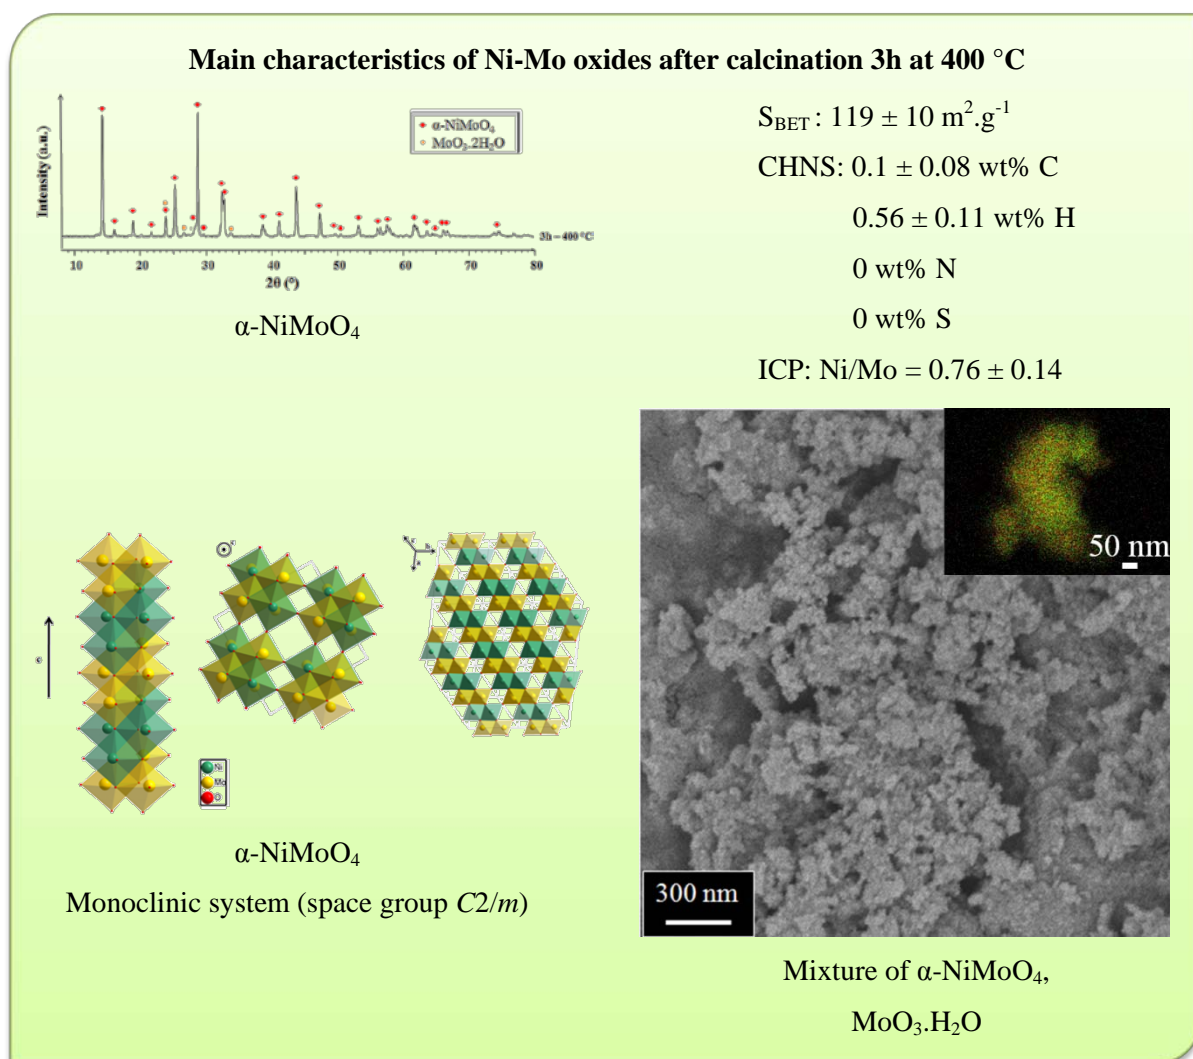 Main characteristics of Ni-Mo oxides after calcination 3h at 400 °C
Intensity (a.u.)
α-NiMoO₄
MoO₃.2H₂O
3h – 400 °C
10 20 30 40 50 60 70 80
2θ (°)
α-NiMoO₄
S_BET : 119 ± 10 m².g⁻¹
CHNS: 0.1 ± 0.08 wt% C
0.56 ± 0.11 wt% H
0 wt% N
0 wt% S
ICP: Ni/Mo = 0.76 ± 0.14
50 nm
c
Ni
Mo
O
α-NiMoO₄
Monoclinic system (space group C2/m)
300 nm
Mixture of α-NiMoO₄,
MoO₃.H₂O